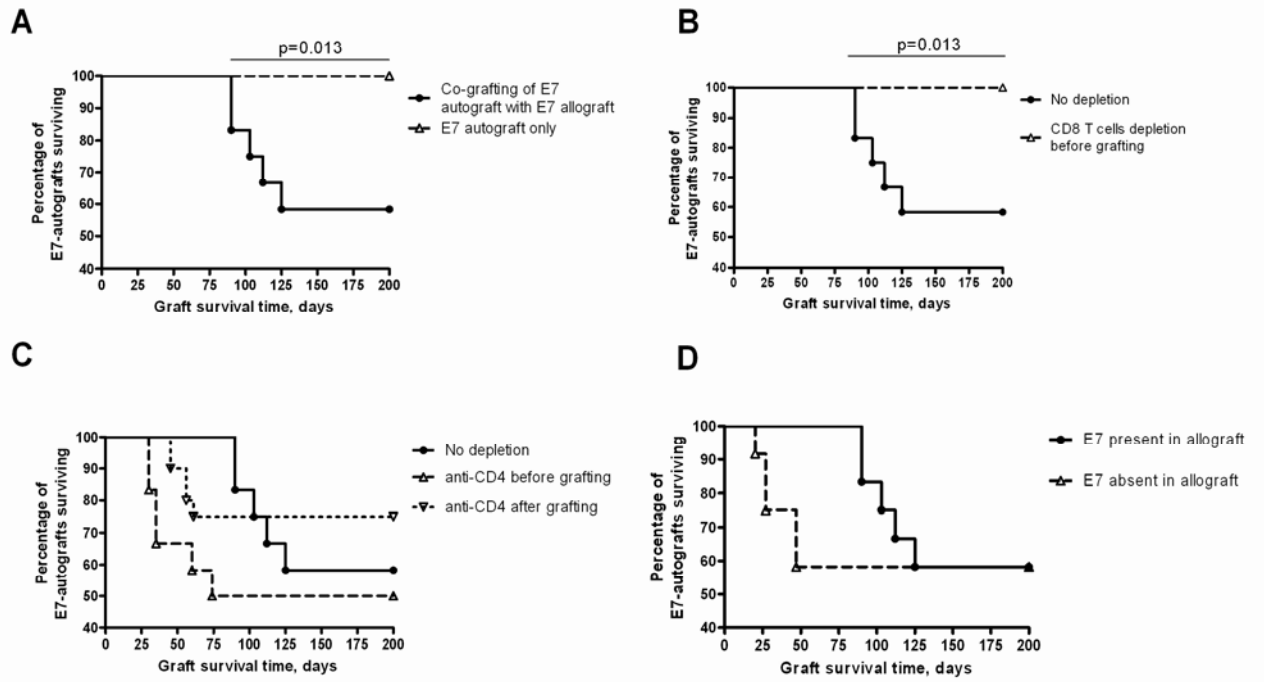 A
p=0.013
Percentage of
E7-autografts surviving
100
90
80
70
60
50
40
0 25 50 75 100 125 150 175 200
Graft survival time, days
Co-grafting of E7
autograft with E7 allograft
E7 autograft only
B
p=0.013
Percentage of
E7-autografts surviving
100
90
80
70
60
50
40
0 25 50 75 100 125 150 175 200
Graft survival time, days
No depletion
CD8 T cells depletion
before grafting
C
Percentage of
E7-autografts surviving
100
90
80
70
60
50
40
0 25 50 75 100 125 150 175 200
Graft survival time, days
No depletion
anti-CD4 before grafting
anti-CD4 after grafting
D
Percentage of
E7-autografts surviving
100
90
80
70
60
50
40
0 25 50 75 100 125 150 175 200
Graft survival time, days
E7 present in allograft
E7 absent in allograft